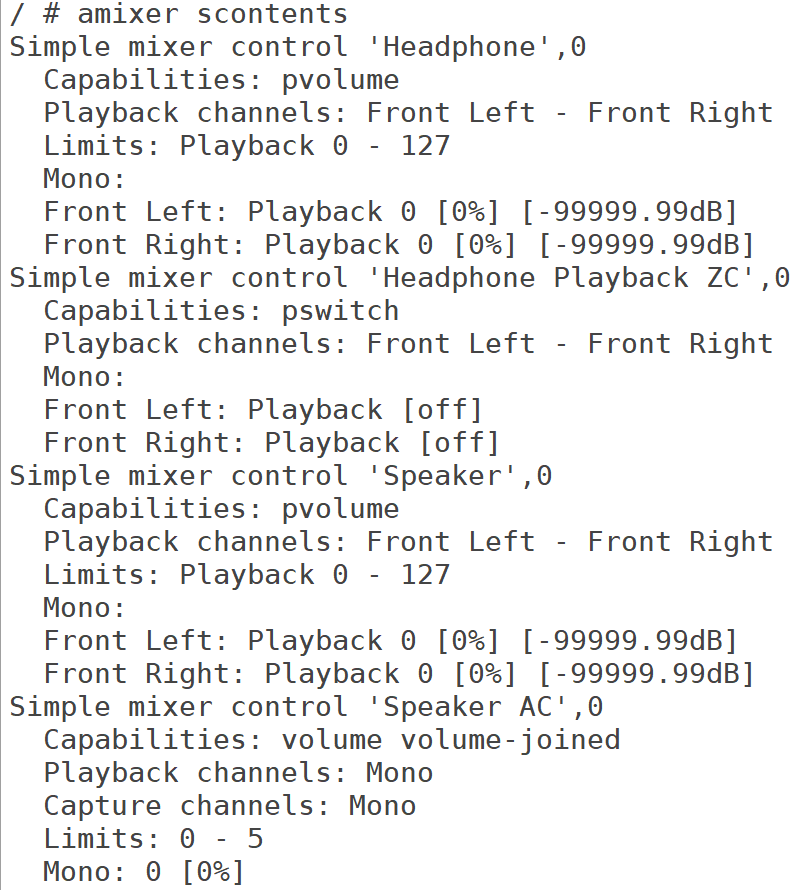 / # amixer scontents
Simple mixer control 'Headphone',0
  Capabilities: pvolume
  Playback channels: Front Left - Front Right
  Limits: Playback 0 - 127
  Mono:
  Front Left: Playback 0 [0%] [-99999.99dB]
  Front Right: Playback 0 [0%] [-99999.99dB]
Simple mixer control 'Headphone Playback ZC',0
  Capabilities: pswitch
  Playback channels: Front Left - Front Right
  Mono:
  Front Left: Playback [off]
  Front Right: Playback [off]
Simple mixer control 'Speaker',0
  Capabilities: pvolume
  Playback channels: Front Left - Front Right
  Limits: Playback 0 - 127
  Mono:
  Front Left: Playback 0 [0%] [-99999.99dB]
  Front Right: Playback 0 [0%] [-99999.99dB]
Simple mixer control 'Speaker AC',0
  Capabilities: volume volume-joined
  Playback channels: Mono
  Capture channels: Mono
  Limits: 0 - 5
  Mono: 0 [0%]